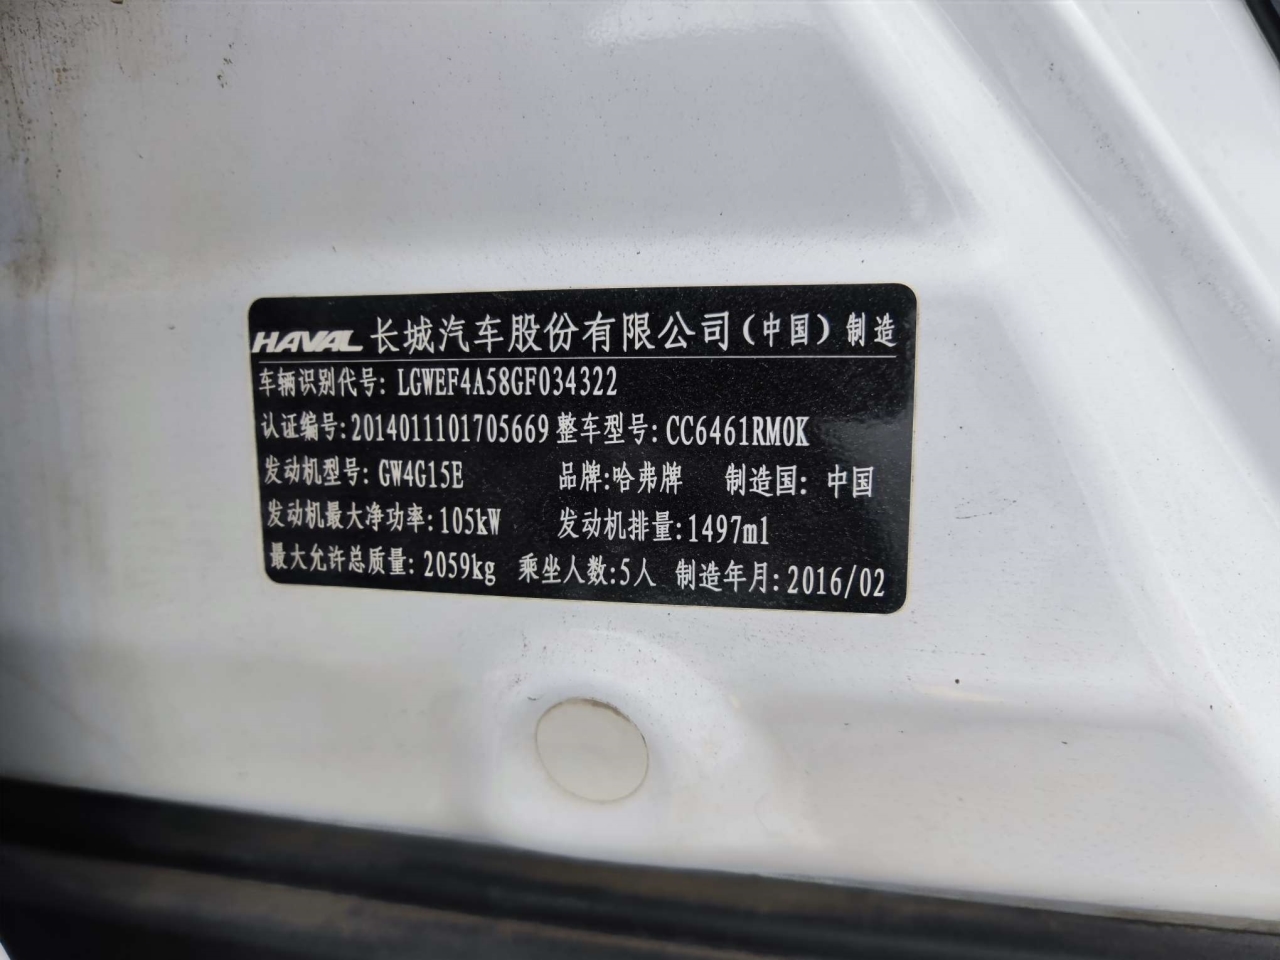 HAVAL 长城汽车股份有限公司(中国)制造
车辆识别代号: LGWEF4A58GF034322
认证编号:2014011101705669 整车型号: CC6461RM0K
发动机型号: GW4G15E 品牌:哈弗牌 制造国: 中国
发动机最大净功率:105kW 发动机排量:1497ml
最大允许总质量: 2059kg 乘坐人数:5人 制造年月:2016/02